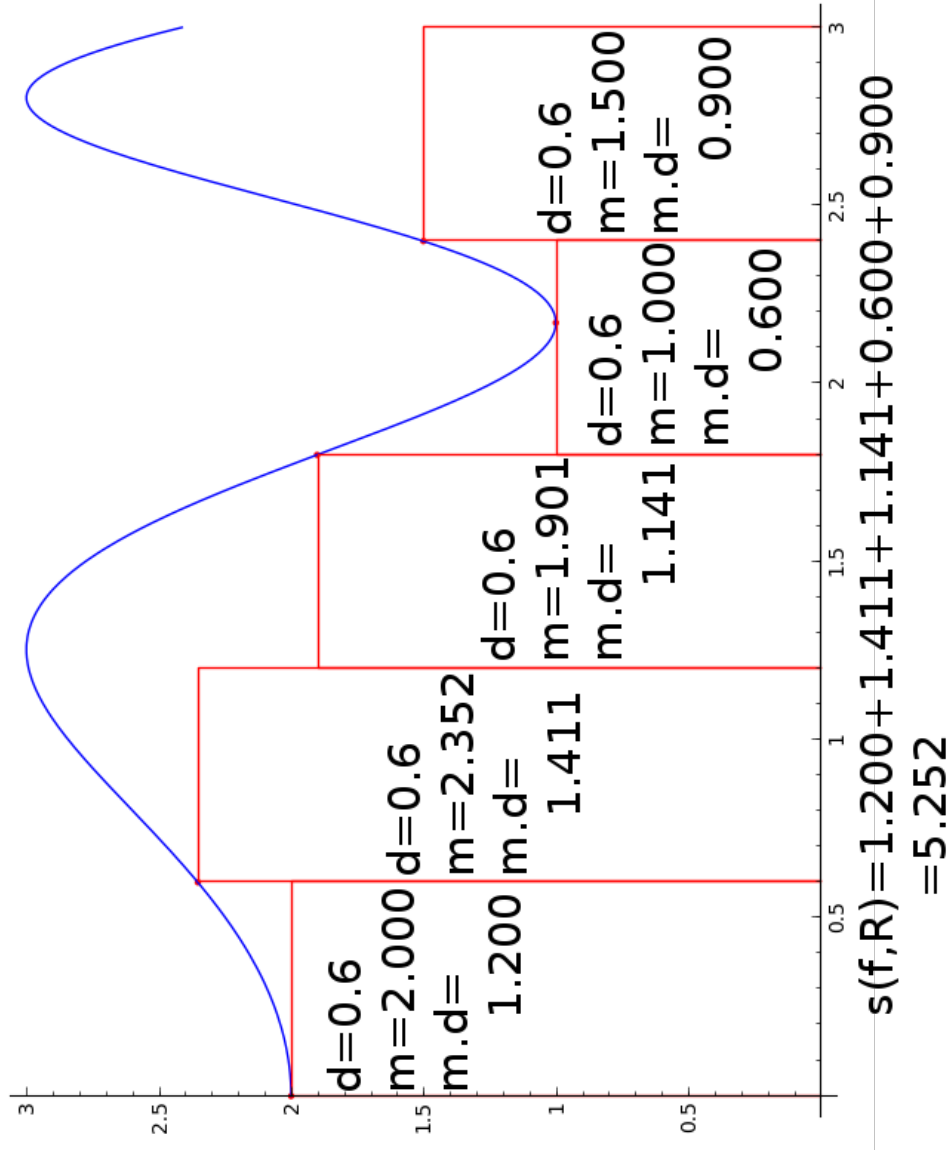 3
2.5
2
1.5
1
0.5
d=0.6
m=2.000
m.d=
1.200
d=0.6
m=2.352
m.d=
1.411
d=0.6
m=1.901
m.d=
1.141
d=0.6
m=1.000
m.d=
0.600
d=0.6
m=1.500
m.d=
0.900
0.5
1
1.5
2
2.5
3
s(f,R)=1.200+1.411+1.141+0.600+0.900
=5.252